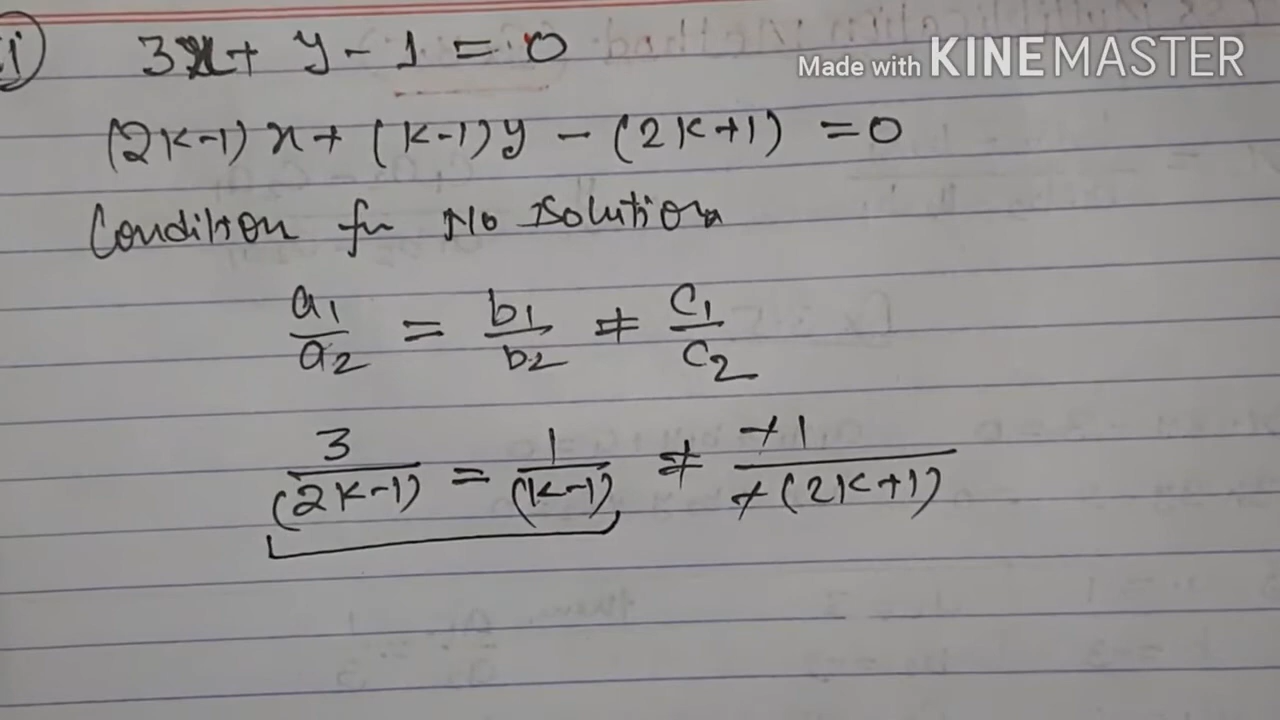 i) 3x + y - 1 = 0
Made with KINEMASTER
(2k-1)x + (k-1)y - (2k+1) = 0
Condition for No Solution
a1/a2 = b1/b2 ≠ c1/c2
3/(2k-1) = 1/(k-1) ≠ -1/-(2k+1)